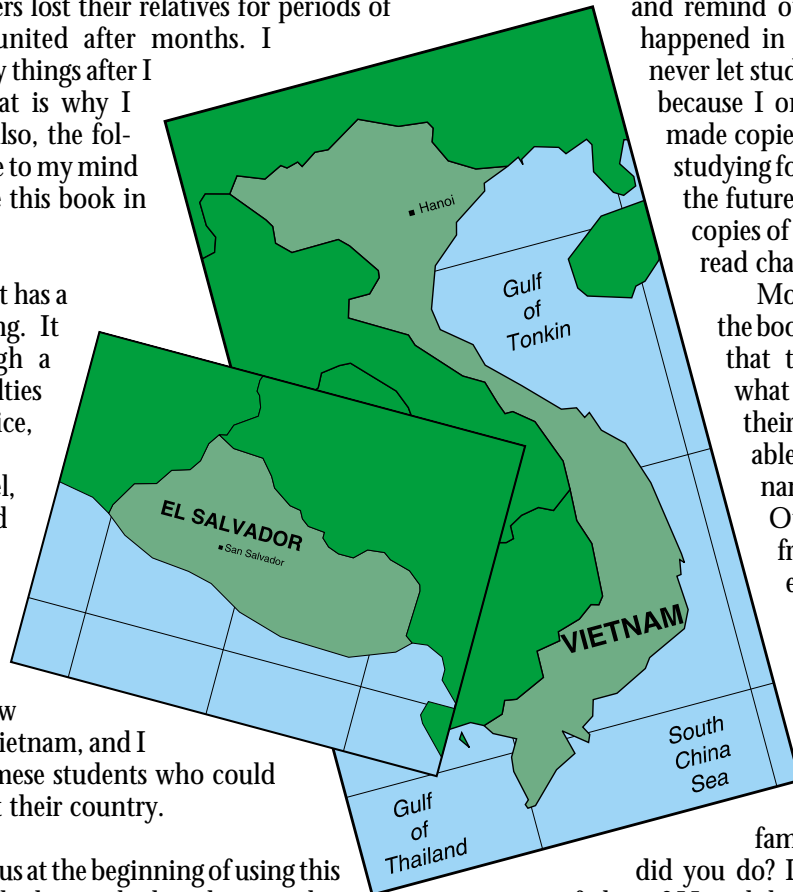 ers lost their relatives for periods of
united after months. I
y things after I
at is why I
lso, the fol-
e to my mind
e this book in
t has a
ng. It
gh a
lties
ice,
el,
d
w
ietnam, and I
mese students who could
t their country.
us at the beginning of using this
and remind
happened in
never let stud
because I
made copie
studying fo
the future
copies of
read cha
Mo
the boo
that t
what
their
able
nar
fr
e
fam
did you do? I
Hanoi
Gulf
of
Tonkin
EL SALVADOR
San Salvador
VIETNAM
South
China
Sea
Gulf
of
Thailand